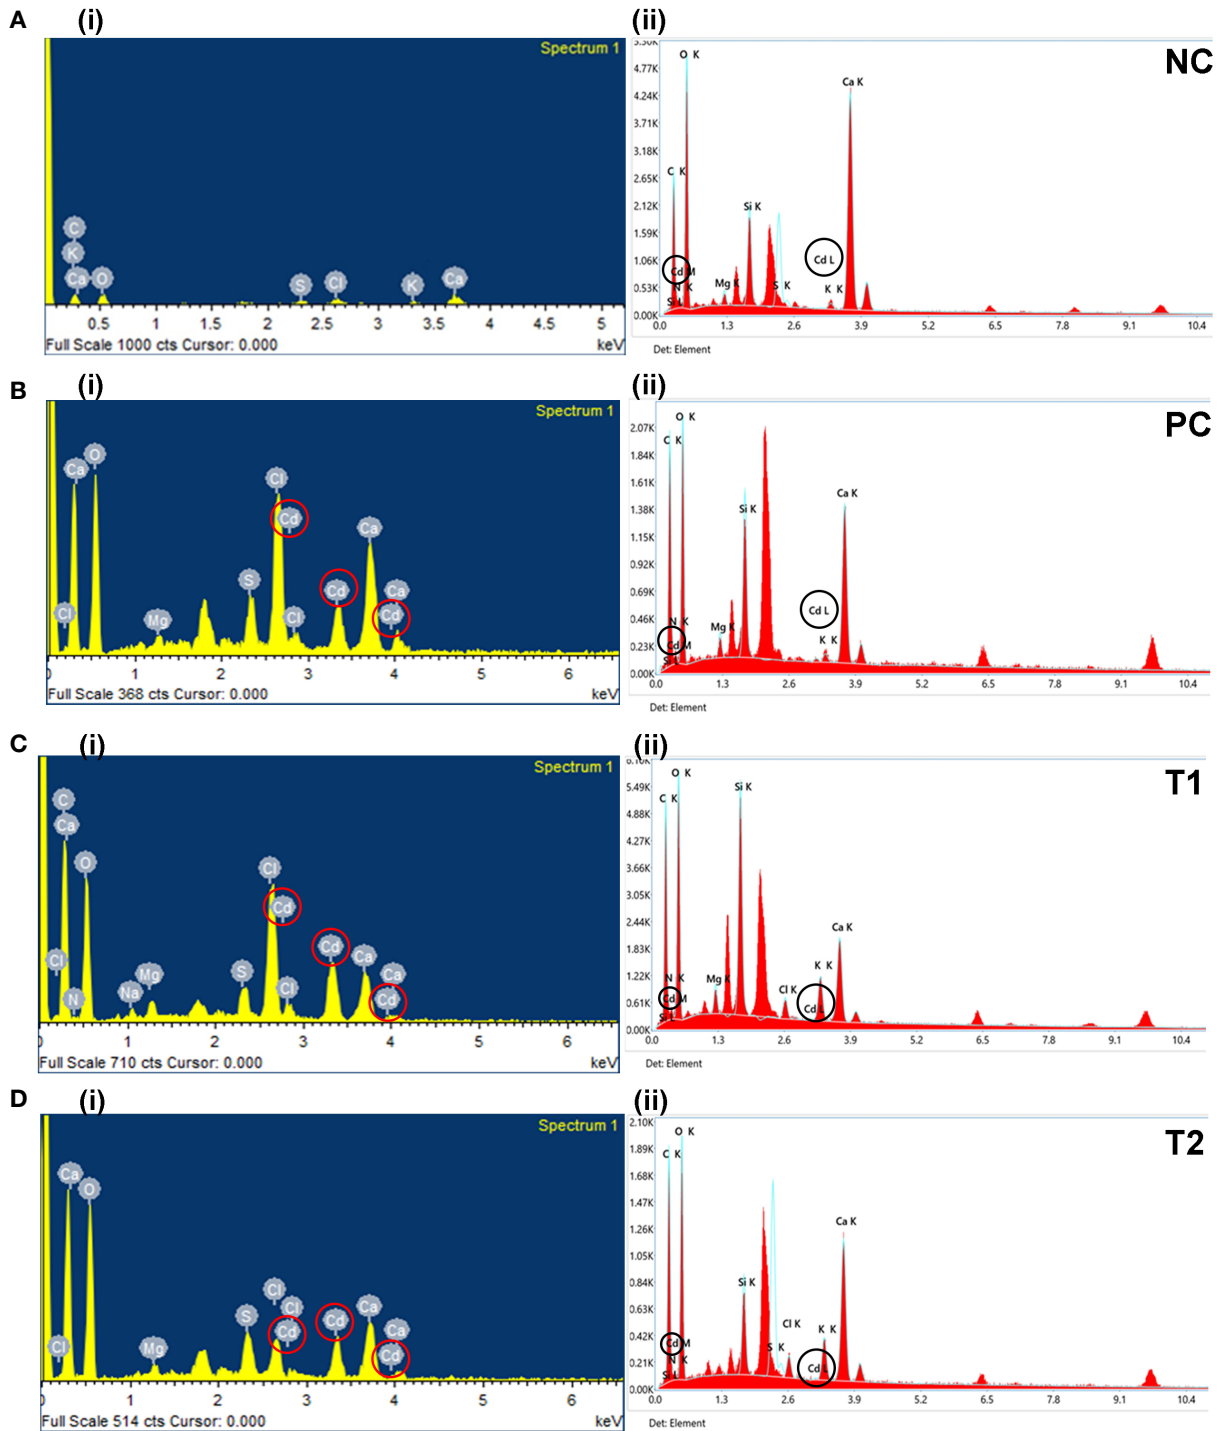 A (i) (ii)
Spectrum 1
C
K
Ca O S Cl K Ca
0.5 1 1.5 2 2.5 3 3.5 4 4.5 5
Full Scale 1000 cts Cursor: 0.000 keV
NC
5.30K
4.77K
4.24K
3.71K
3.18K
2.65K
2.12K
1.59K
1.06K
0.53K
0.00K
O K
Ca K
C K
Si K
Cd L
Cd M
Mg K
S K
K K
N K
Si L
0.0 1.3 2.6 3.9 5.2 6.5 7.8 9.1 10.4
Det: Element
B (i) (ii)
Spectrum 1
O
Ca
Cl
Cd
Ca
S
Cd
Ca
Cl Mg Cl Cd
0 1 2 3 4 5 6
Full Scale 368 cts Cursor: 0.000 keV
PC
2.07K
1.84K
1.61K
1.38K
1.15K
0.92K
0.69K
0.46K
0.23K
0.00K
O K
C K
Ca K
Si K
Cd L
N K
Mg K
K K
Cd M
Si L
0.0 1.3 2.6 3.9 5.2 6.5 7.8 9.1 10.4
Det: Element
C (i) (ii)
Spectrum 1
C
Ca
O
Cl
Cd
Cd
Ca
Cl
S
Ca
Mg
Na
N
Cl
Cd
0 1 2 3 4 5 6
Full Scale 710 cts Cursor: 0.000 keV
T1
6.10K
5.49K
4.88K
4.27K
3.66K
3.05K
2.44K
1.83K
1.22K
0.61K
0.00K
O K
C K
Si K
Ca K
K K
N K
Mg K
Cl K
Cd M
Cd L
Si L
0.0 1.3 2.6 3.9 5.2 6.5 7.8 9.1 10.4
Det: Element
D (i) (ii)
Spectrum 1
Ca
O
Cl
Cl
Ca
S
Cd
Cd
Ca
Cl Mg Cd
0 1 2 3 4 5 6
Full Scale 514 cts Cursor: 0.000 keV
T2
2.10K
1.89K
1.68K
1.47K
1.26K
1.05K
0.84K
0.63K
0.42K
0.21K
0.00K
O K
C K
Ca K
Si K
Cl K
K K
Cd M
S K
N K
Cd L
Si L
0.0 1.3 2.6 3.9 5.2 6.5 7.8 9.1 10.4
Det: Element